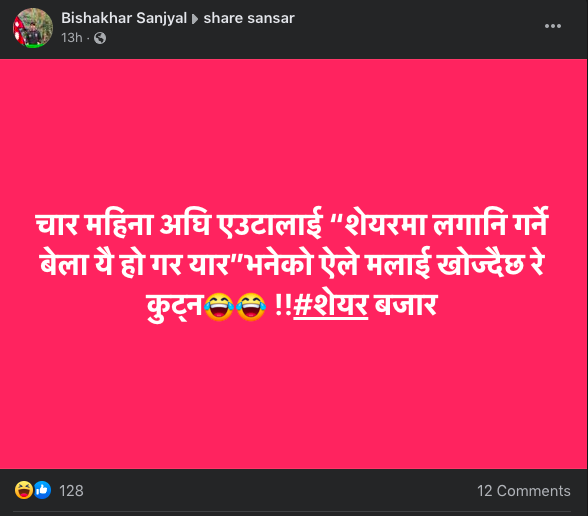 Bishakhar Sanjyal ▸ share sansar
13h ·
चार महिना अघि एउटालाई “शेयरमा लगानि गर्ने
बेला यै हो गर यार”भनेको ऐले मलाई खोज्दैछ रे
कुट्न😂😂 !!#शेयर बजार
128
12 Comments